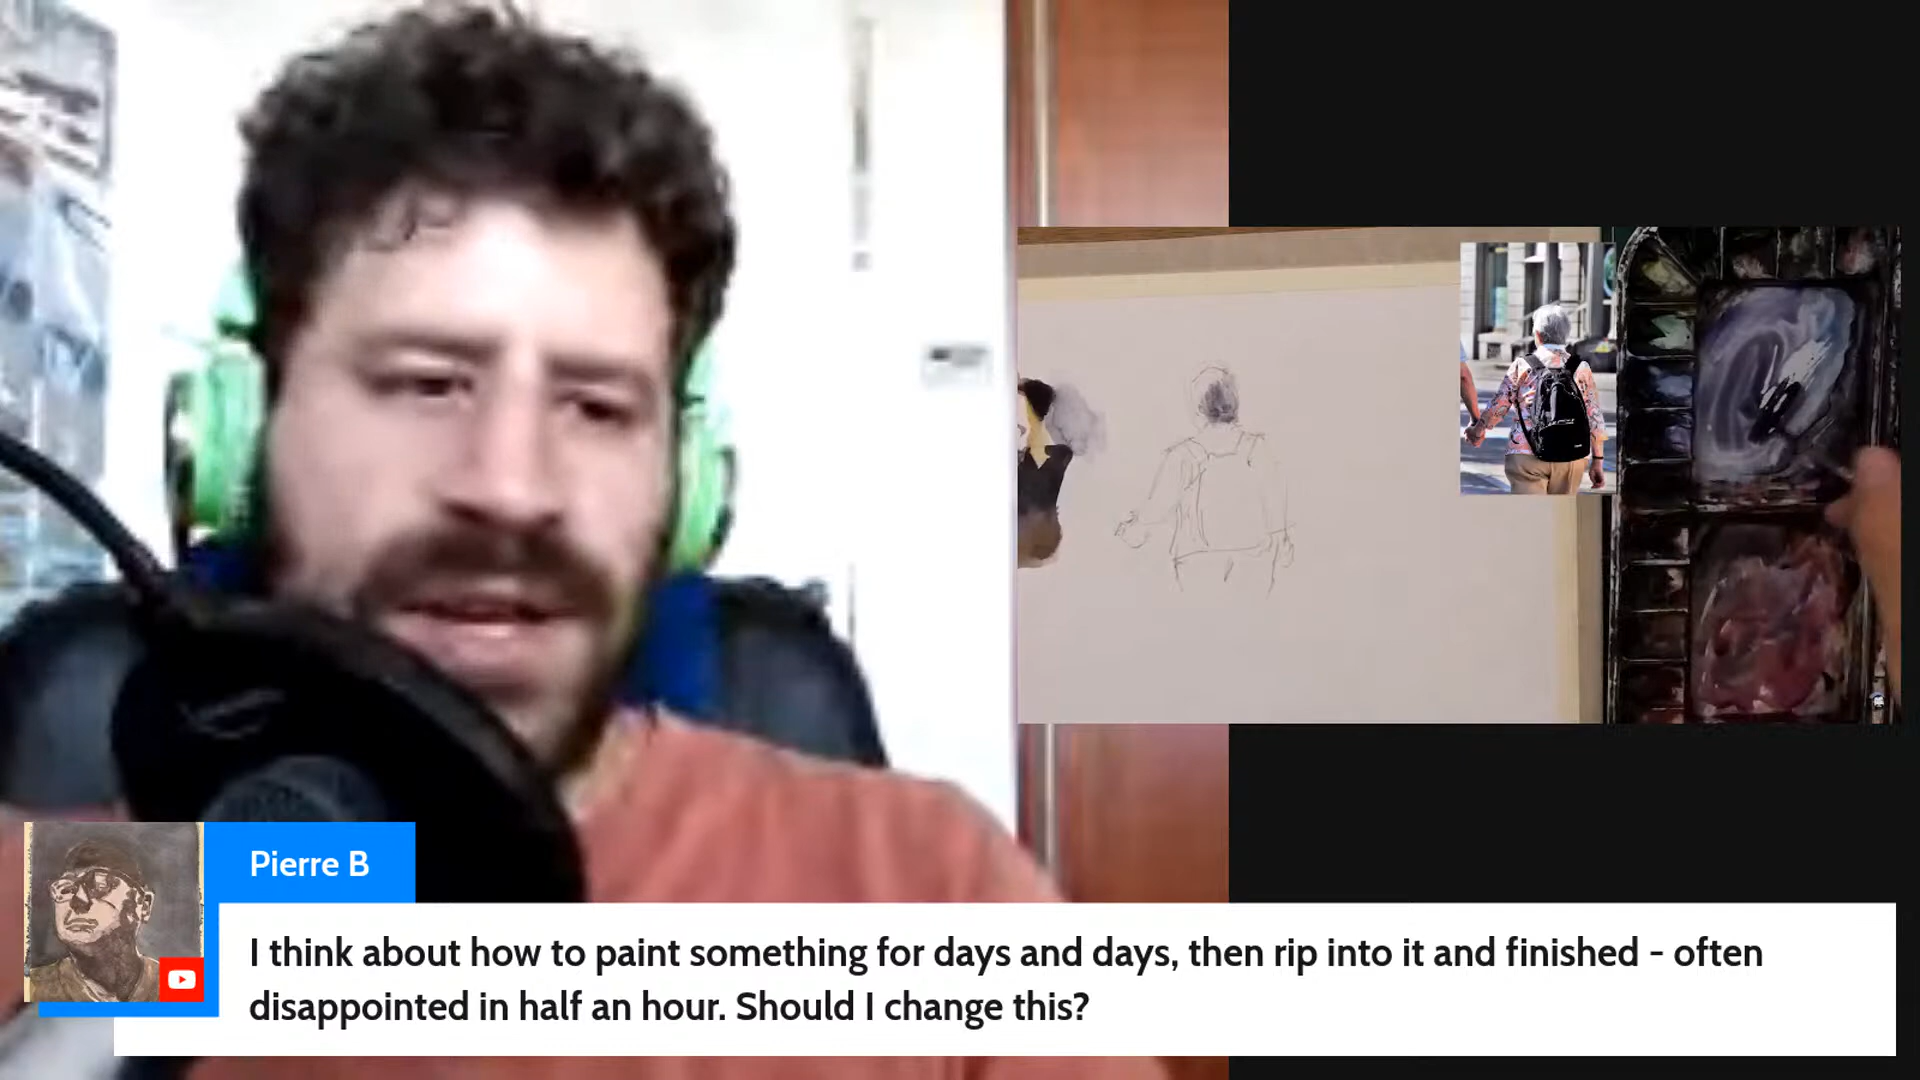 Pierre B
I think about how to paint something for days and days, then rip into it and finished - often
disappointed in half an hour. Should I change this?